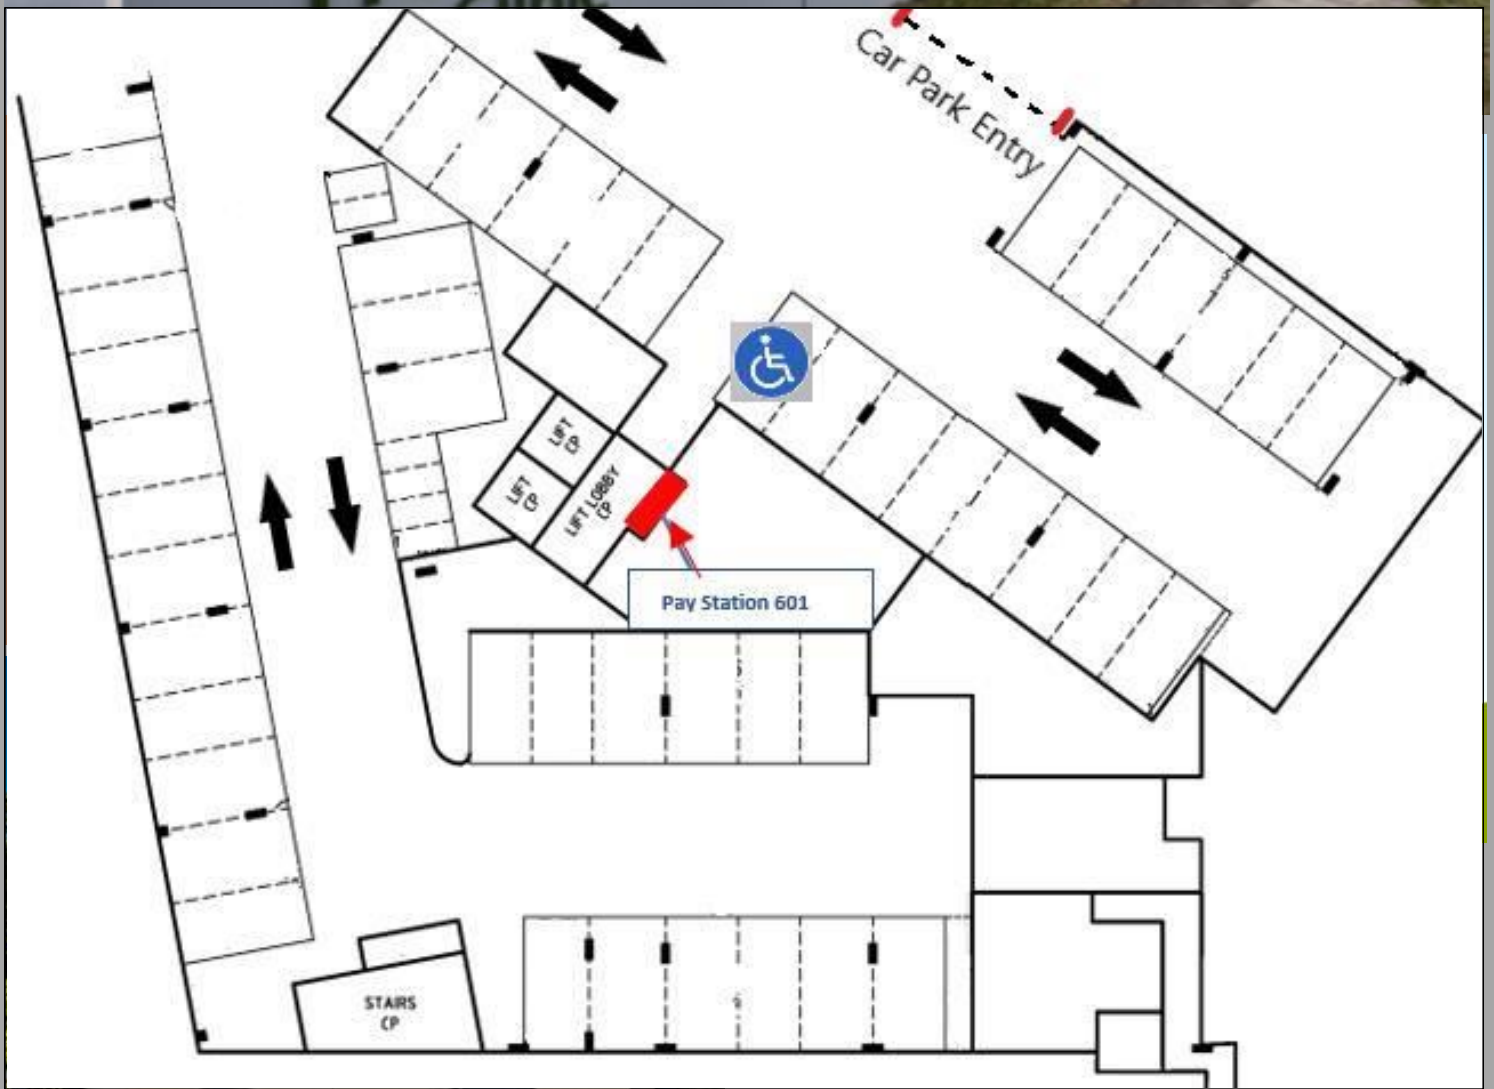 Car Park Entry
LIFT
CP
LIFT
CP
LIFT LOBBY
CP
Pay Station 601
STAIRS
CP